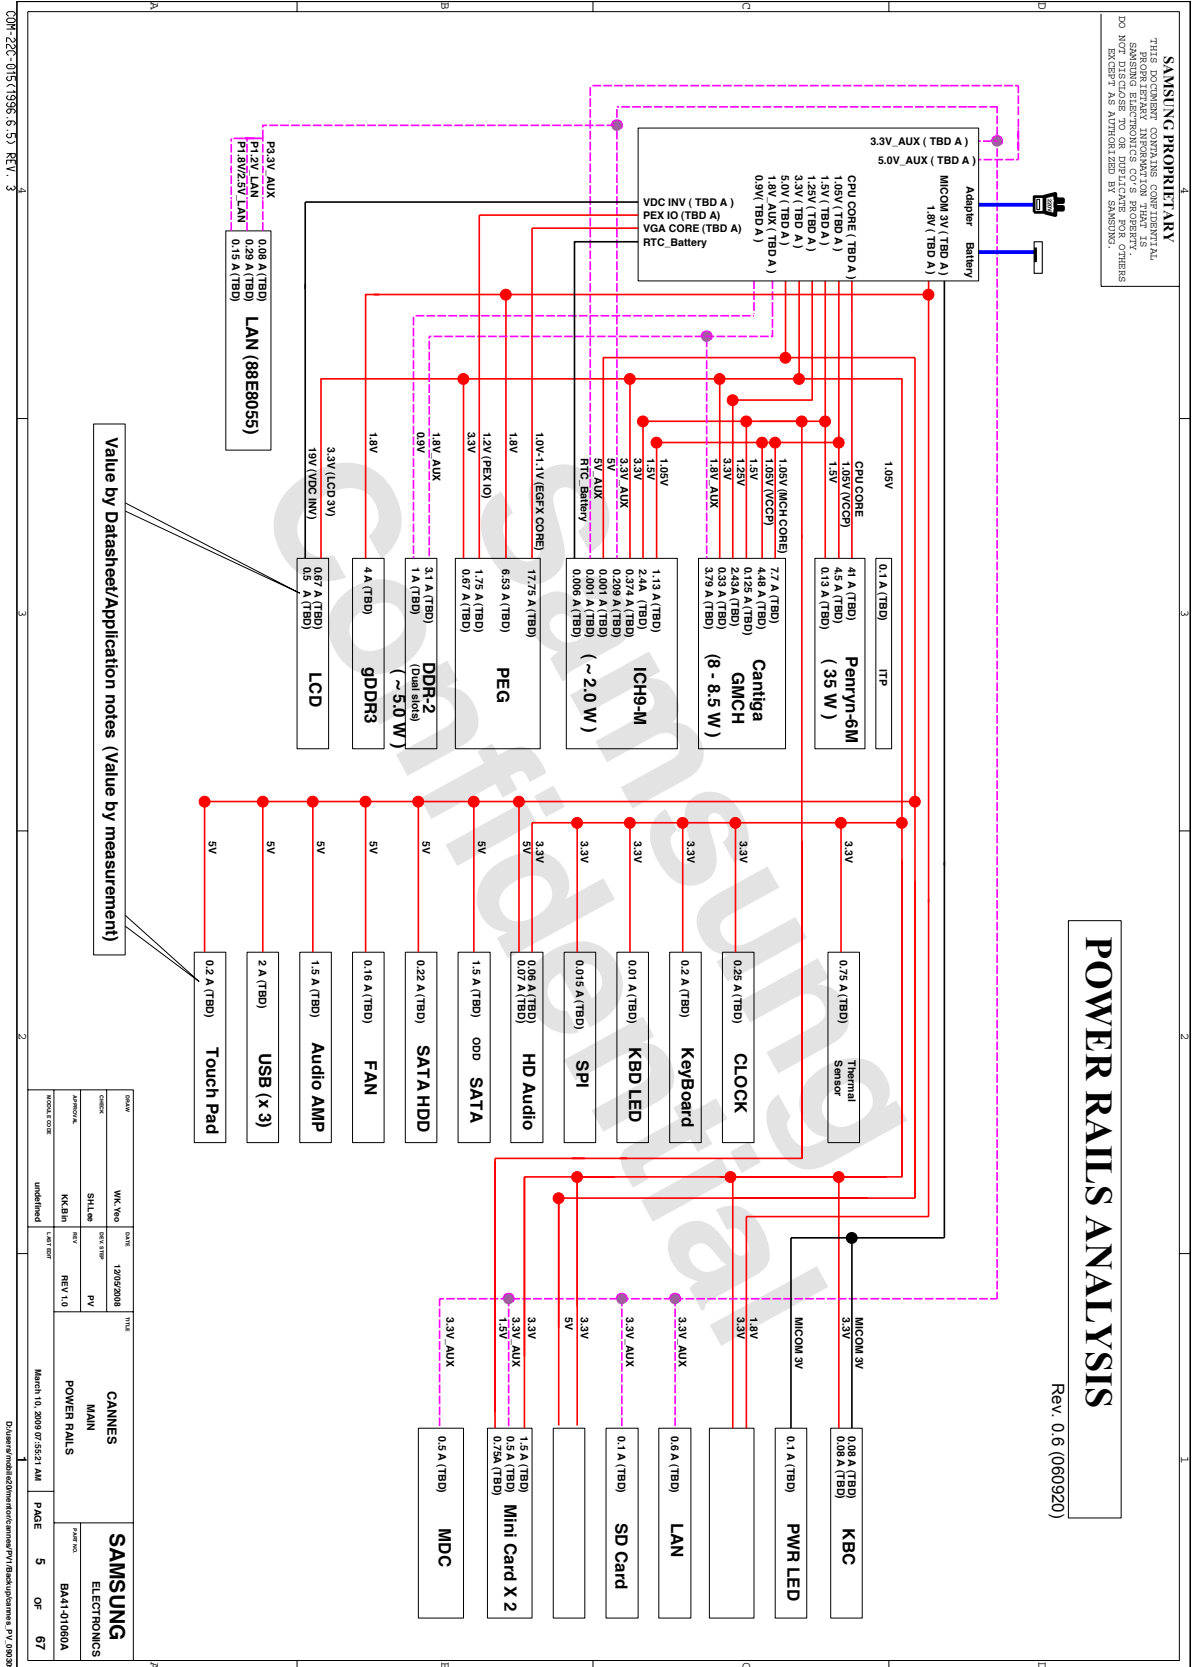 SAMSUNG PROPRIETARY
THIS DOCUMENT CONTAINS CONFIDENTIAL
PROPRIETARY INFORMATION THAT IS
SAMSUNG ELECTRONICS CO'S PROPERTY.
DO NOT DISCLOSE TO OR DUPLICATE FOR OTHERS
EXCEPT AS AUTHORIZED BY SAMSUNG.
POWER RAILS ANALYSIS
Rev. 0.6 (060920)
4
3
2
1
D
C
B
A
Samsung
Confidential
Adapter
Battery
3.3V_AUX ( TBD A )
5.0V_AUX ( TBD A )
MICOM 3V ( TBD A )
1.8V ( TBD A )
CPU CORE ( TBD A )
1.05V ( TBD A )
1.5V ( TBD A )
1.25V ( TBD A )
3.3V ( TBD A )
5.0V ( TBD A )
1.8V_AUX ( TBD A )
0.9V( TBD A )
VDC INV ( TBD A )
PEX IO (TBD A)
VGA CORE (TBD A)
RTC_Battery
P3.3V_AUX
P1.2V_LAN
P1.8V/2.5V_LAN
0.08 A (TBD)
0.29 A (TBD)
0.15 A (TBD)
LAN (88E8055)
1.05V
0.1 A (TBD)
ITP
CPU CORE
1.05V (VCCP)
1.5V
41 A (TBD)
4.5 A (TBD)
0.13 A (TBD)
Penryn-6M
( 35 W )
1.05V (MCH CORE)
1.05V (VCCP)
1.5V
1.25V
3.3V
1.8V_AUX
7.7 A (TBD)
4.48 A (TBD)
0.125 A (TBD)
2.43A (TBD)
0.33 A (TBD)
3.79 A (TBD)
Cantiga
GMCH
(8 - 8.5 W )
1.05V
1.5V
3.3V
3.3V_AUX
5V
5V_AUX
RTC_Battery
1.13 A (TBD)
2.4A (TBD)
0.374 A (TBD)
0.209 A (TBD)
0.001 A (TBD)
0.001 A (TBD)
0.006 A (TBD)
ICH9-M
( ~ 2.0 W )
1.0V-1.1V (EGFX CORE)
1.8V
1.2V (PEX IO)
3.3V
17.75 A (TBD)
6.53 A (TBD)
1.75 A (TBD)
0.67 A (TBD)
PEG
1.8V_AUX
0.9V
3.1 A (TBD)
1 A (TBD)
DDR-2
(Dual slots)
( ~ 5.0 W )
1.8V
4 A (TBD)
gDDR3
3.3V (LCD 3V)
19V (VDC INV)
0.67 A (TBD)
0.5 A (TBD)
LCD
Value by Datasheet/Application notes (Value by measurement)
3.3V
0.75 A (TBD)
Thermal
Sensor
3.3V
0.25 A (TBD)
CLOCK
3.3V
0.2 A (TBD)
KeyBoard
3.3V
0.01 A (TBD)
KBD LED
3.3V
0.015 A (TBD)
SPI
3.3V
5V
0.06 A (TBD)
0.07 A (TBD)
HD Audio
5V
1.5 A (TBD)
ODD
SATA
5V
0.22 A (TBD)
SATA HDD
5V
0.16 A (TBD)
FAN
5V
1.5 A (TBD)
Audio AMP
5V
2 A (TBD)
USB (x 3)
5V
0.2 A (TBD)
Touch Pad
MICOM 3V
3.3V
0.08 A (TBD)
0.08 A (TBD)
KBC
MICOM 3V
0.1 A (TBD)
PWR LED
1.8V
3.3V
3.3V_AUX
0.6 A (TBD)
LAN
3.3V_AUX
0.1 A (TBD)
SD Card
3.3V
5V
3.3V
3.3V_AUX
1.5V
1.5 A (TBD)
0.5 A (TBD)
0.75A (TBD)
Mini Card X 2
3.3V_AUX
0.5 A (TBD)
MDC
DRAW
WK.Yeo
DATE
12/05/2008
TITLE
CHECK
SH.Lee
DEV. STEP
PV
APPROVAL
KK.Bin
REV
REV 1.0
MODULE CODE
undefined
LAST EDIT
March 10, 2009 07:55:21 AM
CANNES
MAIN
POWER RAILS
SAMSUNG
ELECTRONICS
PART NO.
BA41-01060A
PAGE
5
OF
67
COM-22C-015(1996.6.5) REV. 3